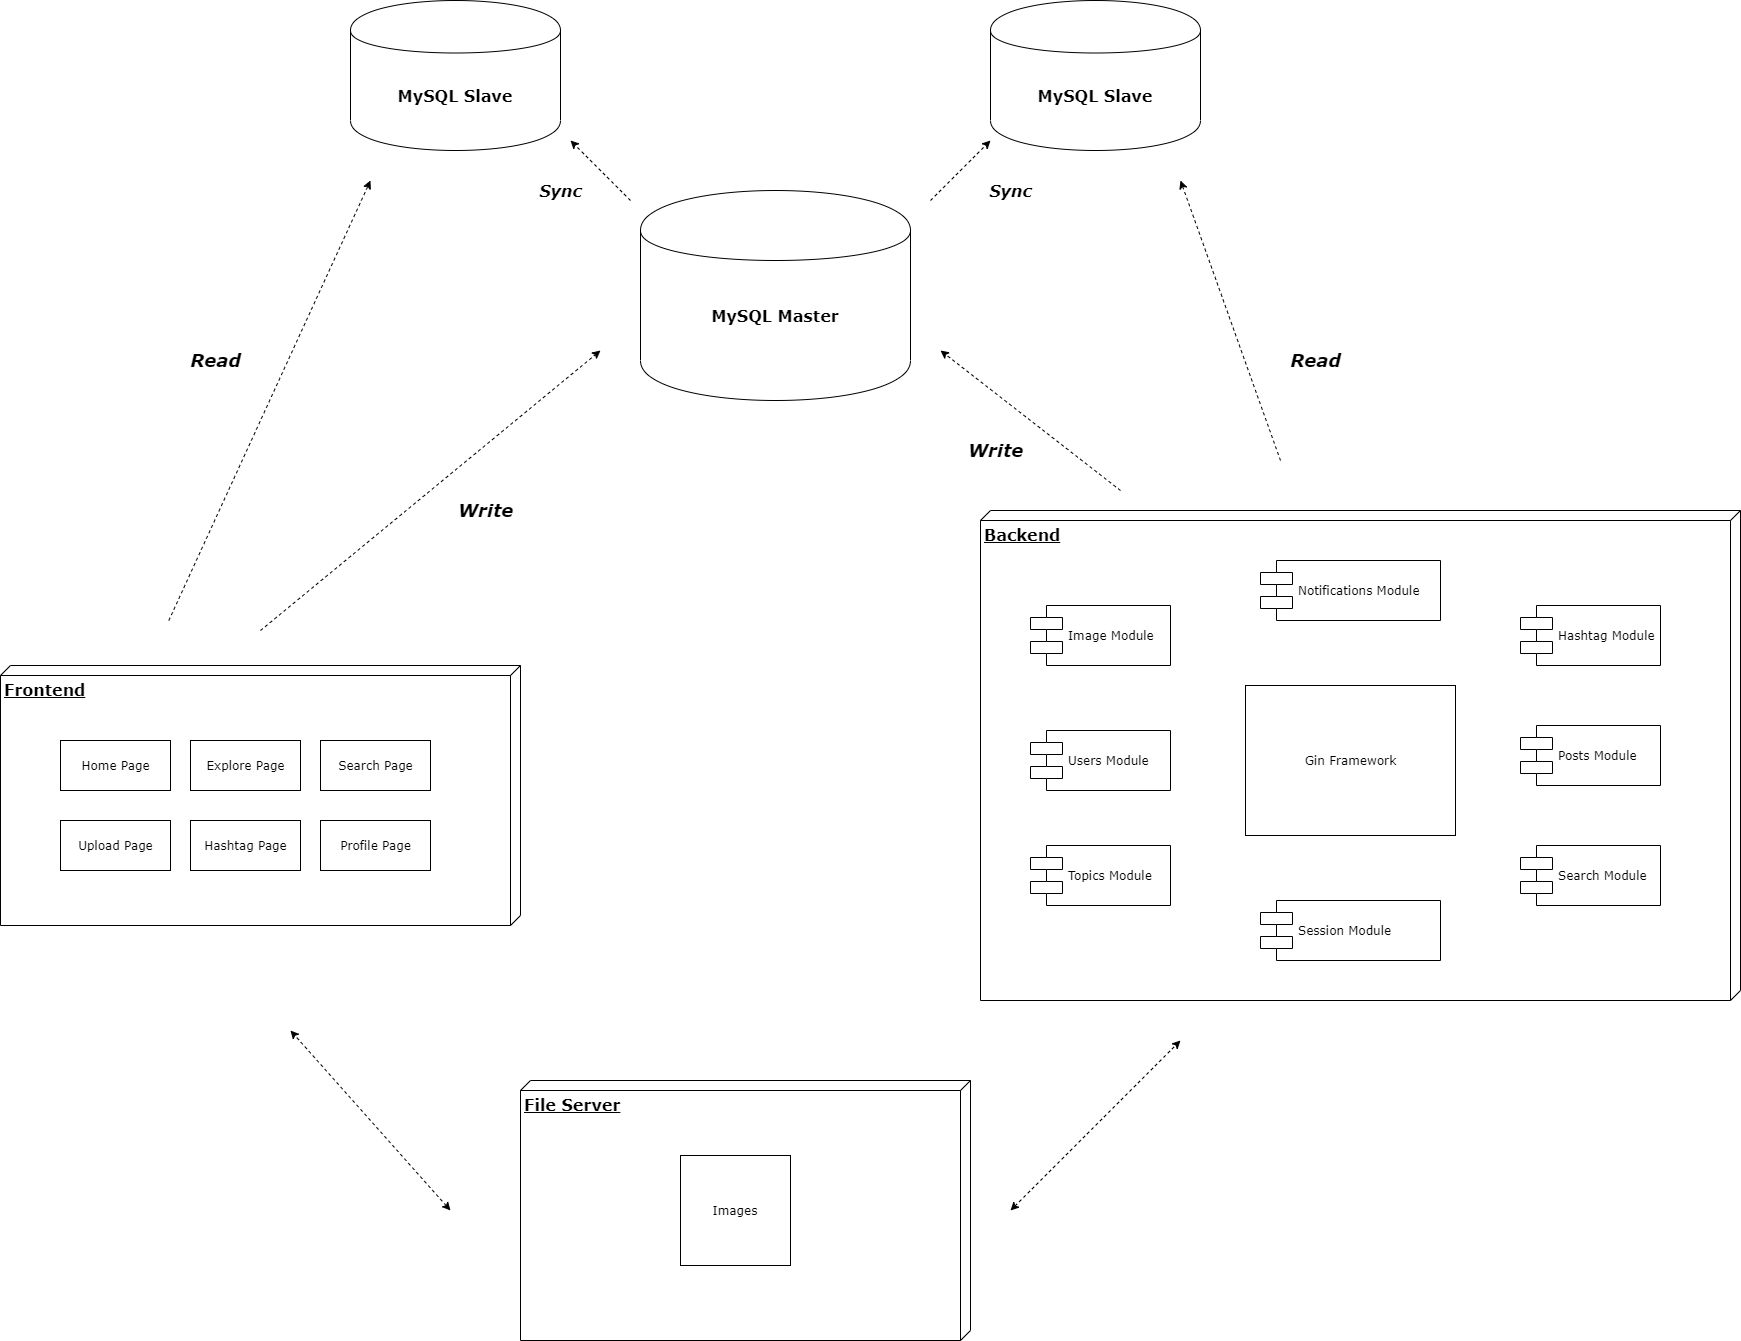 MySQL Slave
MySQL Slave
Sync
Sync
MySQL Master
Read
Read
Write
Write
Backend
Notifications Module
Image Module
Hashtag Module
Users Module
Gin Framework
Posts Module
Topics Module
Search Module
Session Module
Frontend
Home Page
Explore Page
Search Page
Upload Page
Hashtag Page
Profile Page
File Server
Images